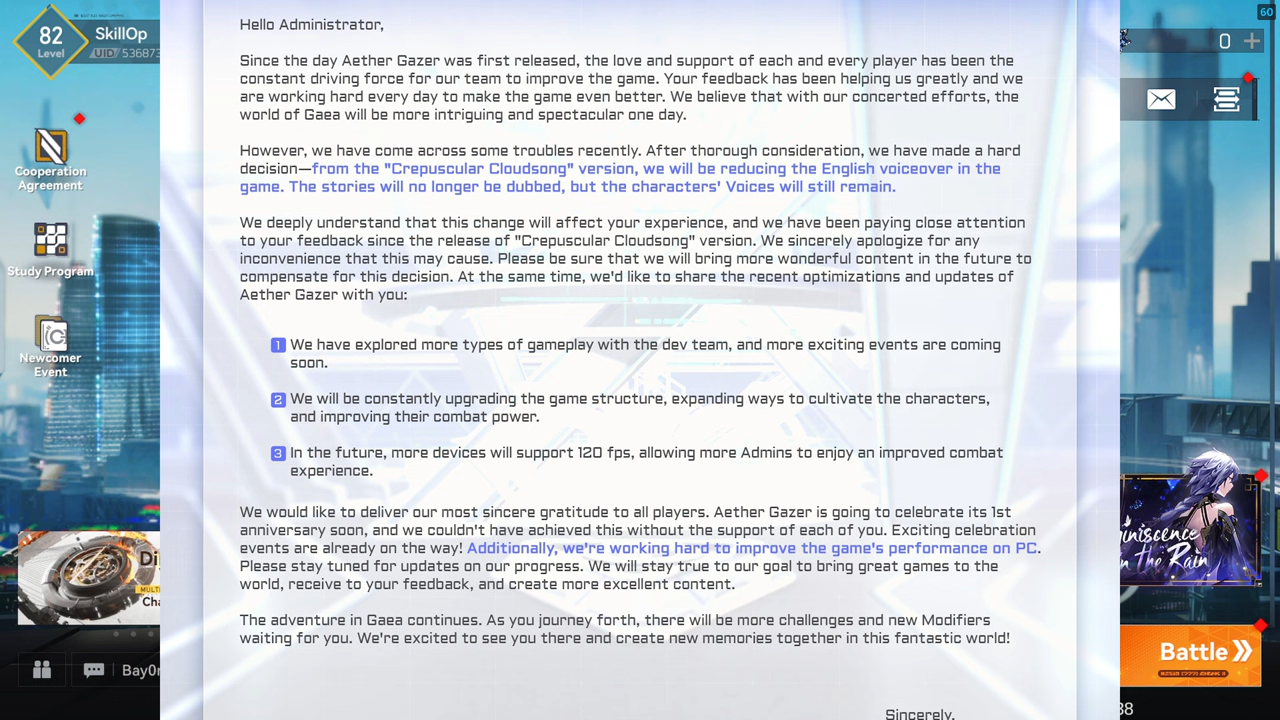 60
82
Level
SkillOp
UID/536873
0
Cooperation
Agreement
Study Program
Newcomer
Event
Hello Administrator,
Since the day Aether Gazer was first released, the love and support of each and every player has been the
constant driving force for our team to improve the game. Your feedback has been helping us greatly and we
are working hard every day to make the game even better. We believe that with our concerted efforts, the
world of Gaea will be more intriguing and spectacular one day.
However, we have come across some troubles recently. After thorough consideration, we have made a hard
decision—from the "Crepuscular Cloudsong" version, we will be reducing the English voiceover in the
game. The stories will no longer be dubbed, but the characters' Voices will still remain.
We deeply understand that this change will affect your experience, and we have been paying close attention
to your feedback since the release of "Crepuscular Cloudsong" version. We sincerely apologize for any
inconvenience that this may cause. Please be sure that we will bring more wonderful content in the future to
compensate for this decision. At the same time, we'd like to share the recent optimizations and updates of
Aether Gazer with you:
1 We have explored more types of gameplay with the dev team, and more exciting events are coming
soon.
2 We will be constantly upgrading the game structure, expanding ways to cultivate the characters,
and improving their combat power.
3 In the future, more devices will support 120 fps, allowing more Admins to enjoy an improved combat
experience.
We would like to deliver our most sincere gratitude to all players. Aether Gazer is going to celebrate its 1st
anniversary soon, and we couldn't have achieved this without the support of each of you. Exciting celebration
events are already on the way! Additionally, we're working hard to improve the game's performance on PC.
Please stay tuned for updates on our progress. We will stay true to our goal to bring great games to the
world, receive to your feedback, and create more excellent content.
The adventure in Gaea continues. As you journey forth, there will be more challenges and new Modifiers
waiting for you. We're excited to see you there and create new memories together in this fantastic world!
Sincerely,
Di
MULTI
Cha
Bay0r
niniscence
in the Rain
Battle
38